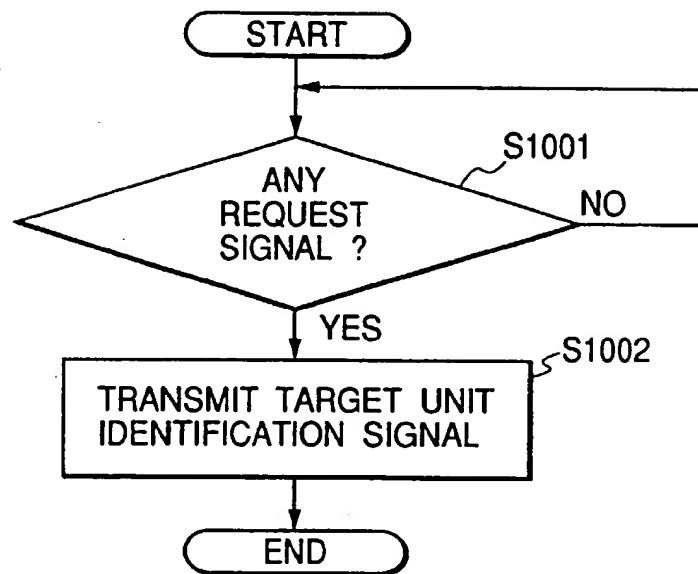 START
S1001
ANY
REQUEST
SIGNAL ?
NO
YES
S1002
TRANSMIT TARGET UNIT
IDENTIFICATION SIGNAL
END